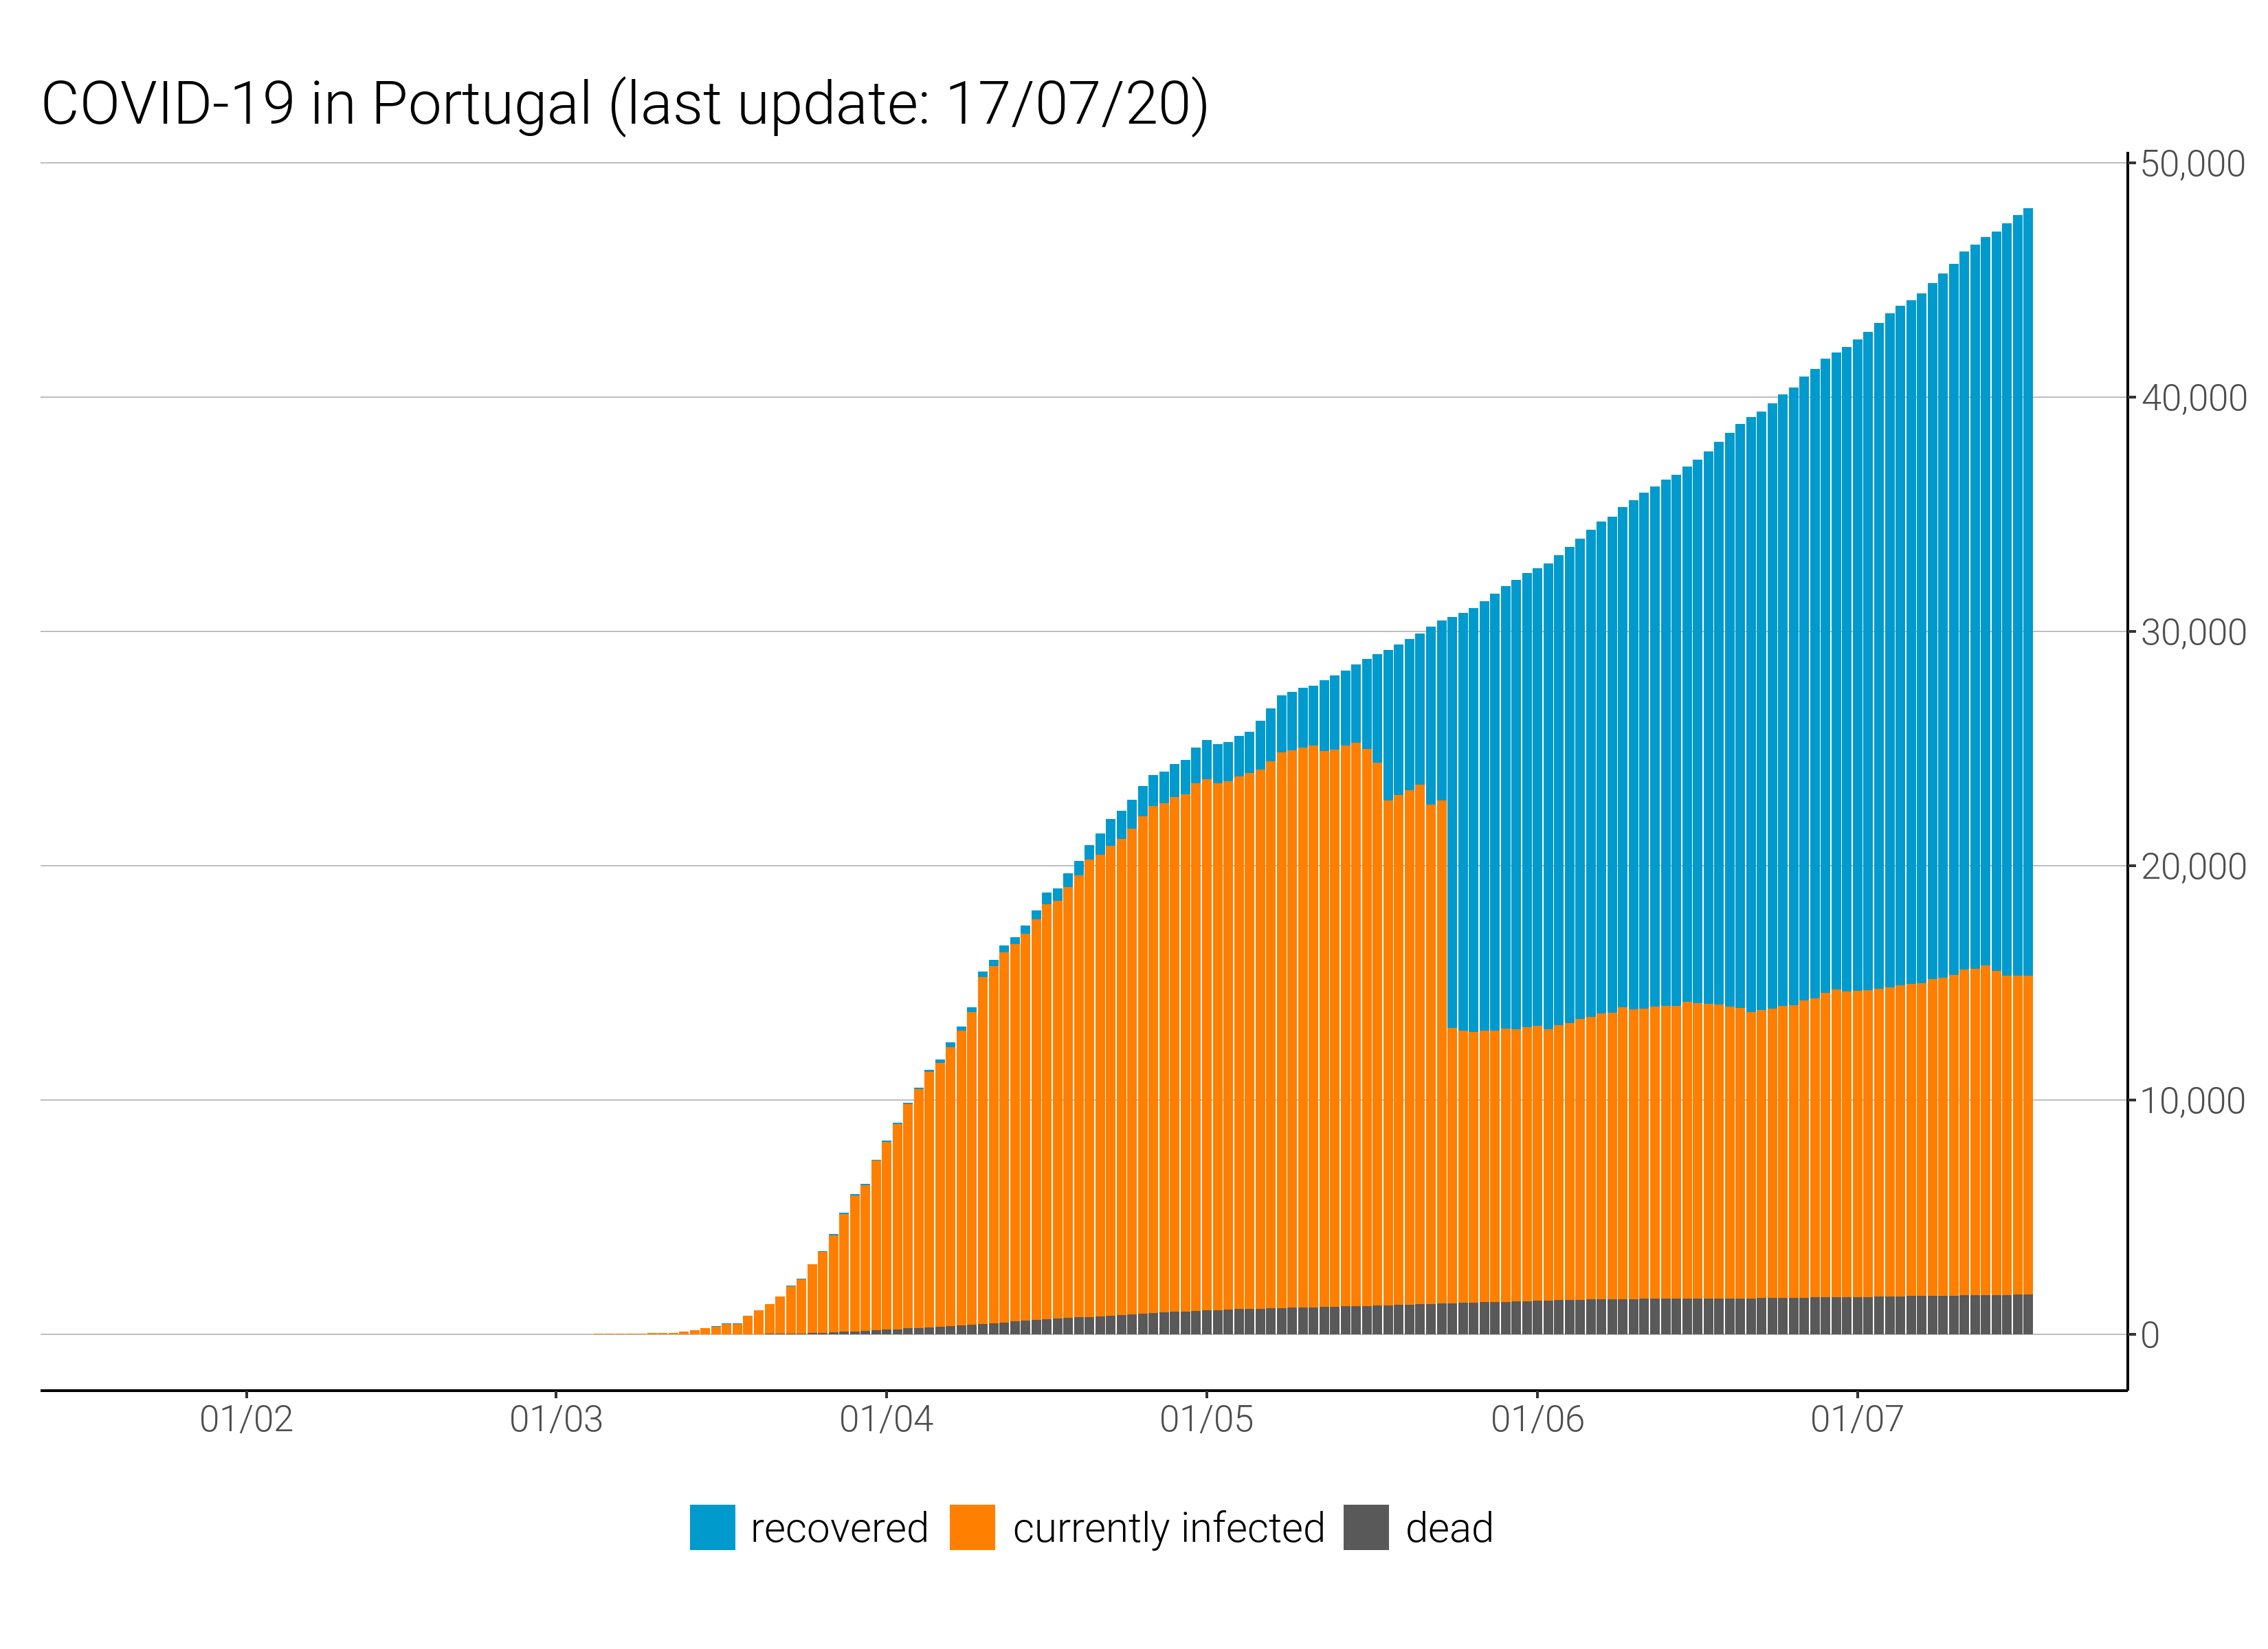 COVID-19 in Portugal (last update: 17/07/20)
50,000
40,000
30,000
20,000
10,000
0
01/02 01/03 01/04 01/05 01/06 01/07
recovered currently infected dead